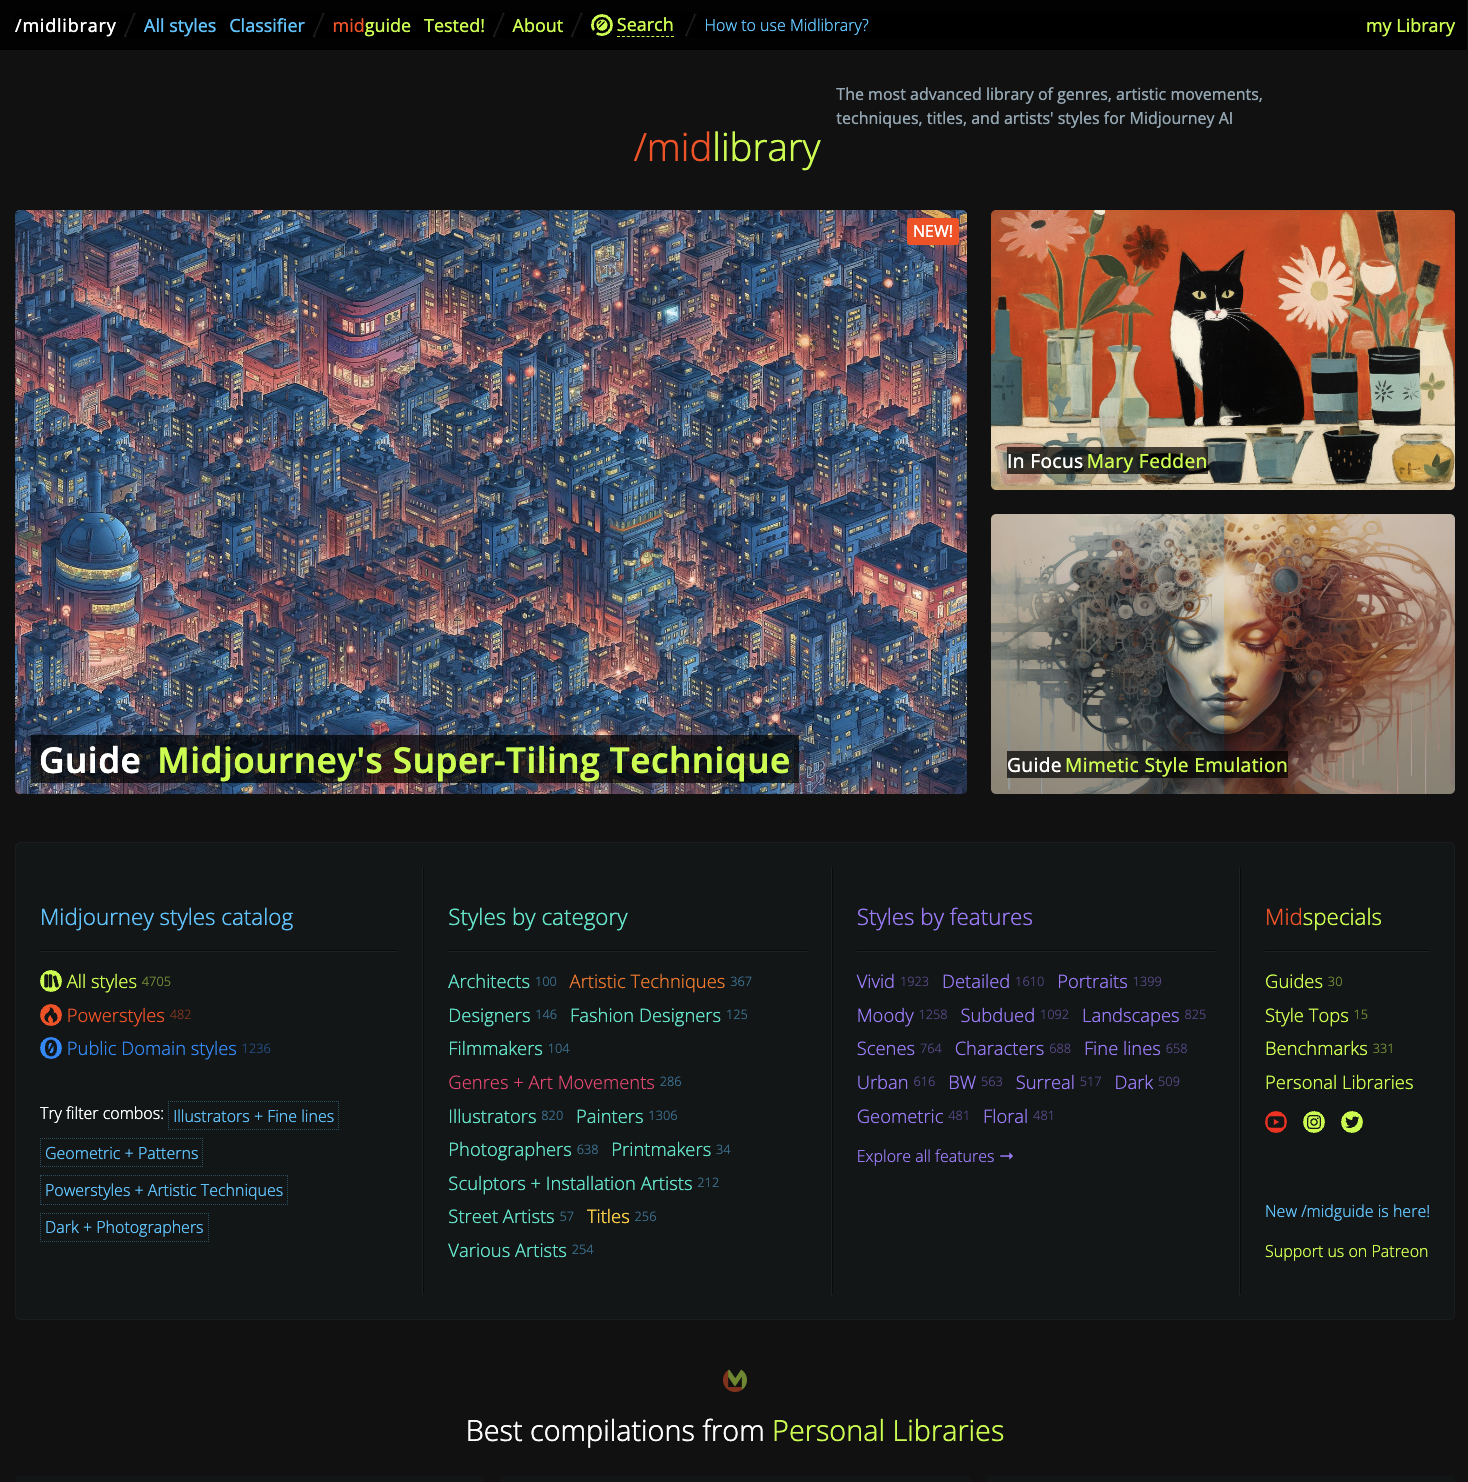 /midlibrary / All styles Classifier / midguide Tested! / About / Search / How to use Midlibrary? my Library
The most advanced library of genres, artistic movements,
techniques, titles, and artists' styles for Midjourney AI
/midlibrary
NEW!
Guide Midjourney's Super-Tiling Technique
In Focus Mary Fedden
Guide Mimetic Style Emulation
Midjourney styles catalog
All styles 4705
Powerstyles 482
Public Domain styles 1236
Try filter combos: Illustrators + Fine lines
Geometric + Patterns
Powerstyles + Artistic Techniques
Dark + Photographers
Styles by category
Architects 100 Artistic Techniques 367
Designers 146 Fashion Designers 125
Filmmakers 104
Genres + Art Movements 286
Illustrators 820 Painters 1306
Photographers 638 Printmakers 34
Sculptors + Installation Artists 212
Street Artists 57 Titles 256
Various Artists 254
Styles by features
Vivid 1923 Detailed 1610 Portraits 1399
Moody 1258 Subdued 1092 Landscapes 825
Scenes 764 Characters 688 Fine lines 658
Urban 616 BW 563 Surreal 517 Dark 509
Geometric 481 Floral 481
Explore all features →
Midspecials
Guides 30
Style Tops 15
Benchmarks 331
Personal Libraries
New /midguide is here!
Support us on Patreon
Best compilations from Personal Libraries